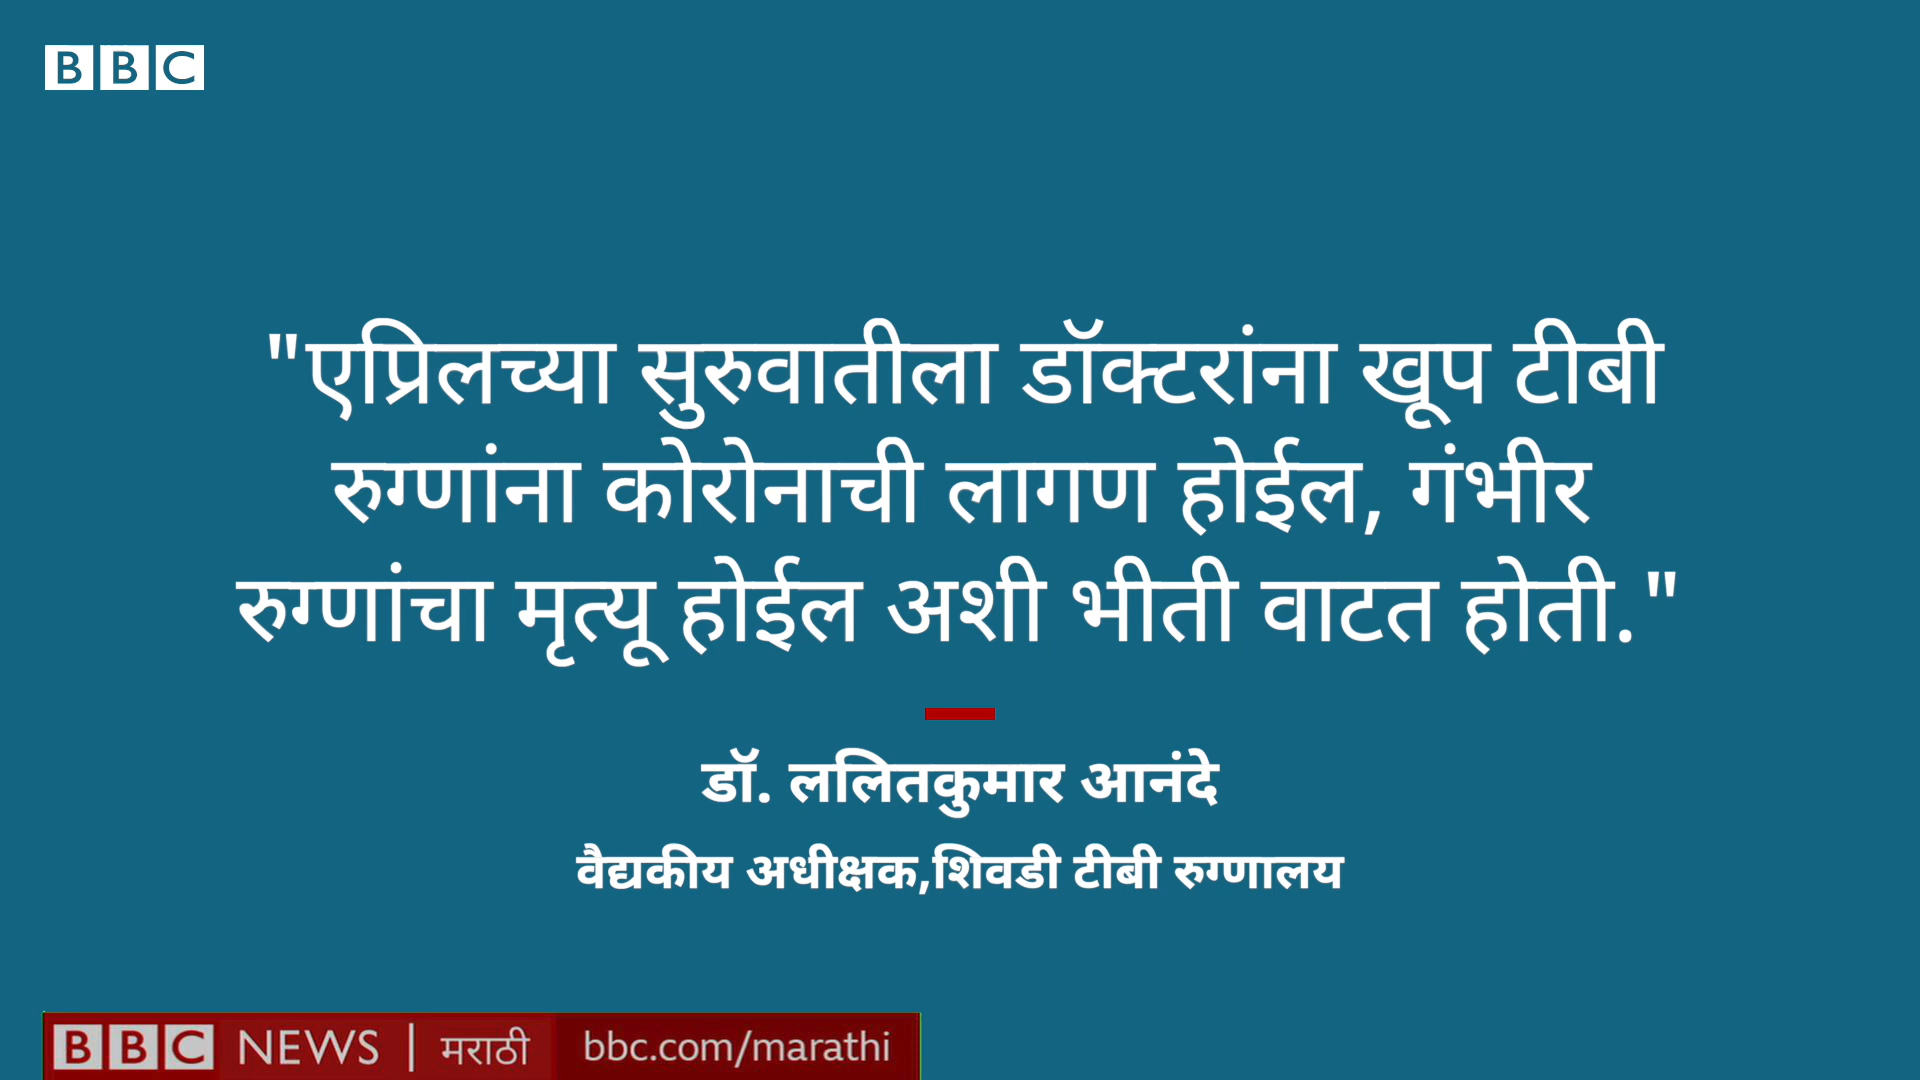 BBC
"एप्रिलच्या सुरुवातीला डॉक्टरांना खूप टीबी
रुग्णांना कोरोनाची लागण होईल, गंभीर
रुग्णांचा मृत्यू होईल अशी भीती वाटत होती."
डॉ. ललितकुमार आनंदे
वैद्यकीय अधीक्षक,शिवडी टीबी रुग्णालय
BBC NEWS | मराठी bbc.com/marathi